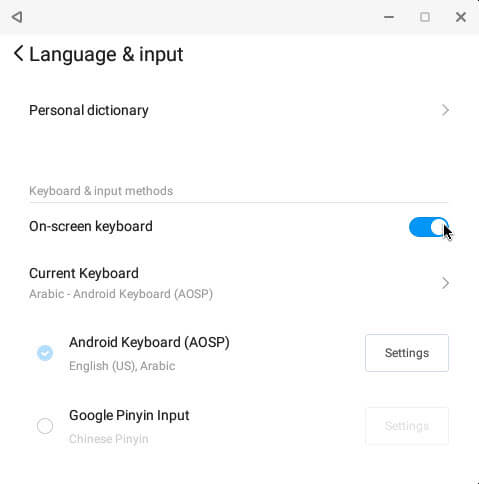 Language & input
Personal dictionary
Keyboard & input methods
On-screen keyboard
Current Keyboard
Arabic - Android Keyboard (AOSP)
Android Keyboard (AOSP)
English (US), Arabic
Settings
Google Pinyin Input
Chinese Pinyin
Settings